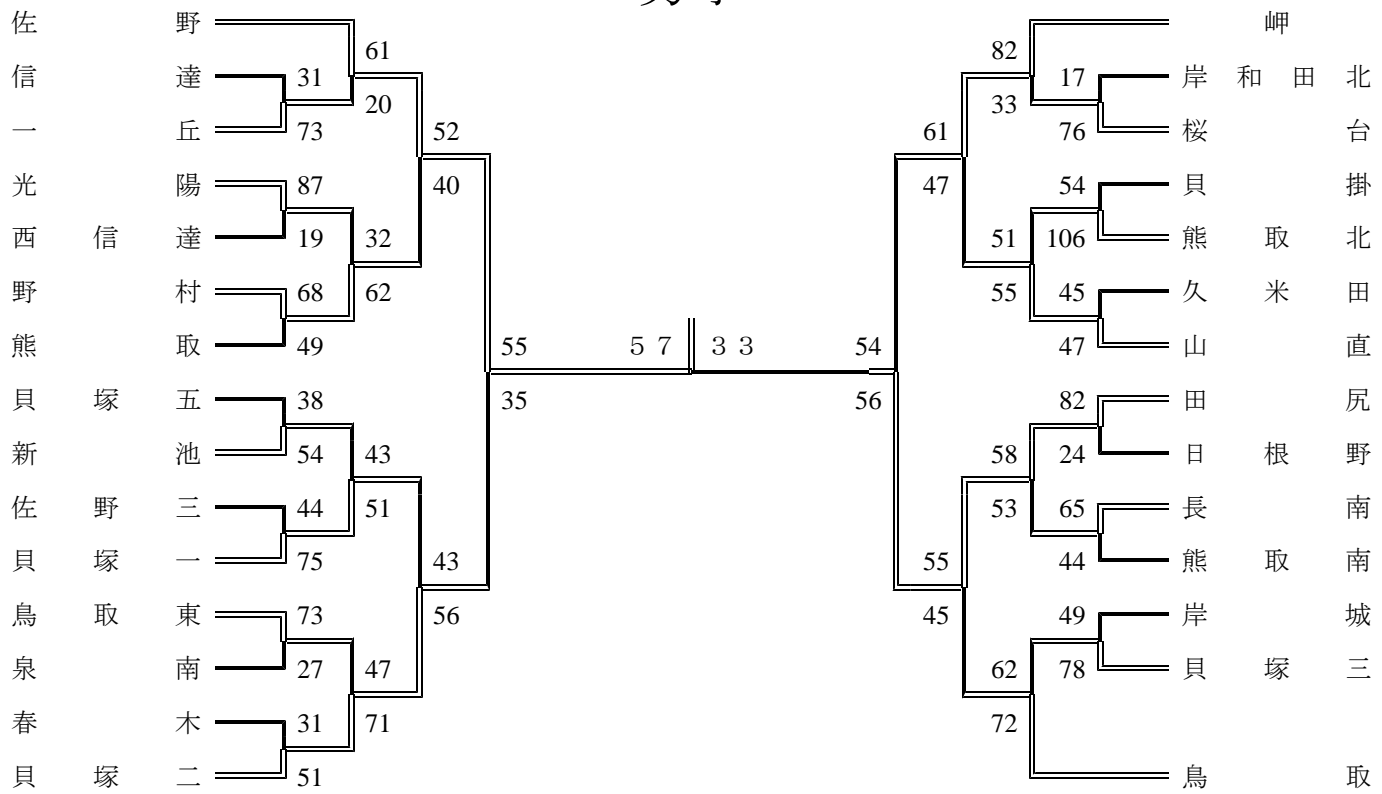 佐野 岬
61 82
信達 31 17 岸和田北
20 33
一丘 73 52 61 76 桜台
光陽 87 40 47 54 貝掛
西信達 19 32 51 106 熊取北
野村 68 62 55 45 久米田
熊取 49 55 57 33 54 47 山直
貝塚五 38 35 56 82 田尻
新池 54 43 58 24 日根野
佐野三 44 51 53 65 長南
貝塚一 75 43 55 44 熊取南
鳥取東 73 56 45 49 岸城
泉南 27 47 62 78 貝塚三
春木 31 71 72
貝塚二 51 鳥取